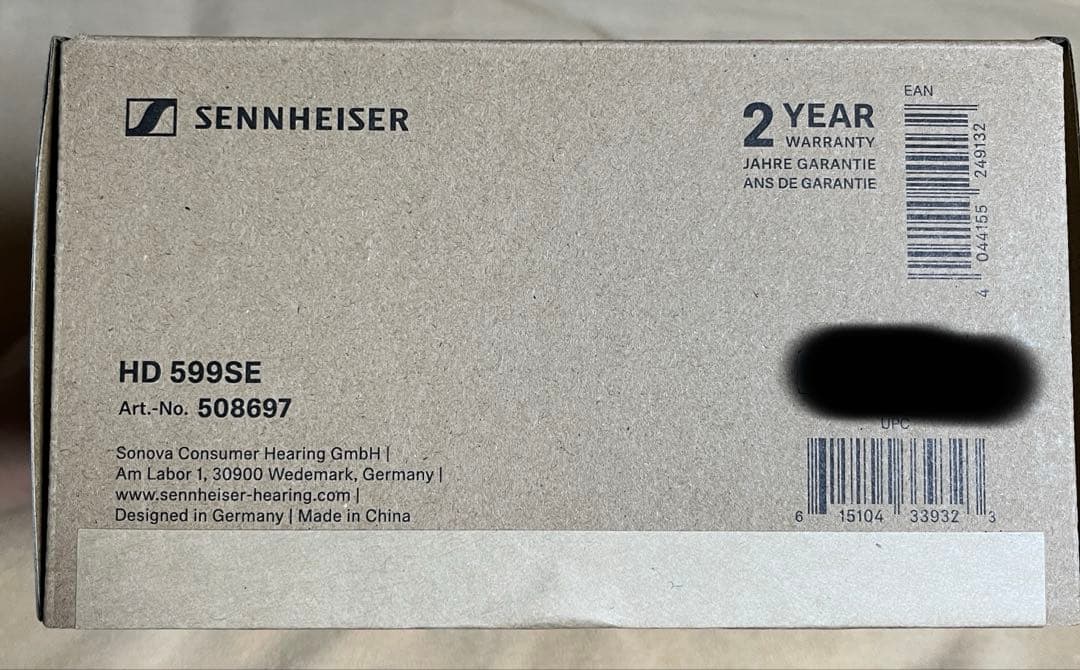 SENNHEISER
2 YEAR
WARRANTY
JAHRE GARANTIE
ANS DE GARANTIE
EAN
4 044155 249132
HD 599SE
Art.-No. 508697
Sonova Consumer Hearing GmbH |
Am Labor 1, 30900 Wedemark, Germany |
www.sennheiser-hearing.com |
Designed in Germany | Made in China
UPC
6 15104 33932 3